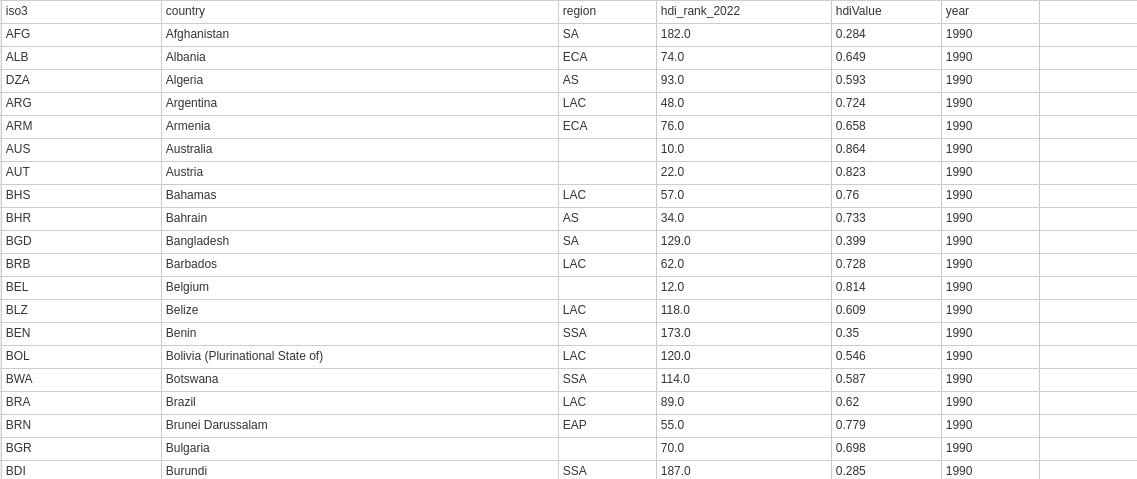 iso3 country region hdi_rank_2022 hdiValue year
AFG Afghanistan SA 182.0 0.284 1990
ALB Albania ECA 74.0 0.649 1990
DZA Algeria AS 93.0 0.593 1990
ARG Argentina LAC 48.0 0.724 1990
ARM Armenia ECA 76.0 0.658 1990
AUS Australia 10.0 0.864 1990
AUT Austria 22.0 0.823 1990
BHS Bahamas LAC 57.0 0.76 1990
BHR Bahrain AS 34.0 0.733 1990
BGD Bangladesh SA 129.0 0.399 1990
BRB Barbados LAC 62.0 0.728 1990
BEL Belgium 12.0 0.814 1990
BLZ Belize LAC 118.0 0.609 1990
BEN Benin SSA 173.0 0.35 1990
BOL Bolivia (Plurinational State of) LAC 120.0 0.546 1990
BWA Botswana SSA 114.0 0.587 1990
BRA Brazil LAC 89.0 0.62 1990
BRN Brunei Darussalam EAP 55.0 0.779 1990
BGR Bulgaria 70.0 0.698 1990
BDI Burundi SSA 187.0 0.285 1990